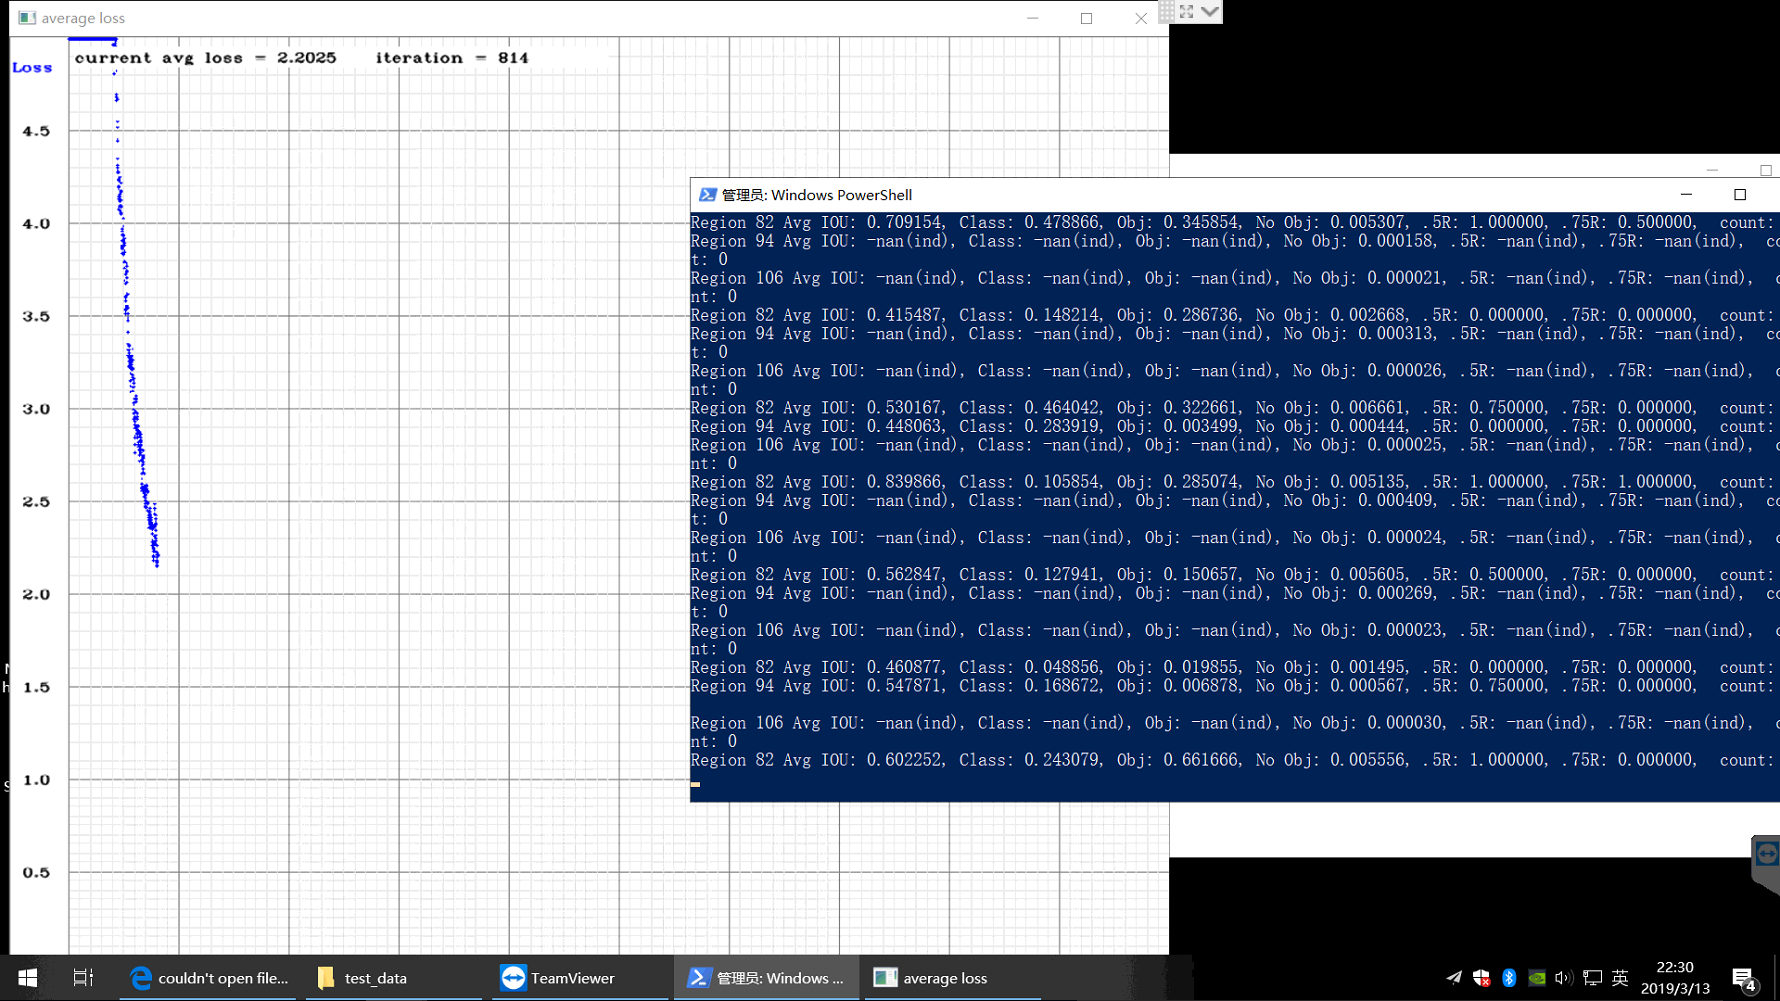 average loss
current avg loss = 2.2025    iteration = 814
Loss
4.5
4.0
3.5
3.0
2.5
2.0
1.5
1.0
0.5
管理员: Windows PowerShell
Region 82 Avg IOU: 0.709154, Class: 0.478866, Obj: 0.345854, No Obj: 0.005307, .5R: 1.000000, .75R: 0.500000,  count:
Region 94 Avg IOU: -nan(ind), Class: -nan(ind), Obj: -nan(ind), No Obj: 0.000158, .5R: -nan(ind), .75R: -nan(ind),  co
t: 0
Region 106 Avg IOU: -nan(ind), Class: -nan(ind), Obj: -nan(ind), No Obj: 0.000021, .5R: -nan(ind), .75R: -nan(ind),  c
nt: 0
Region 82 Avg IOU: 0.415487, Class: 0.148214, Obj: 0.286736, No Obj: 0.002668, .5R: 0.000000, .75R: 0.000000,  count:
Region 94 Avg IOU: -nan(ind), Class: -nan(ind), Obj: -nan(ind), No Obj: 0.000313, .5R: -nan(ind), .75R: -nan(ind),  co
t: 0
Region 106 Avg IOU: -nan(ind), Class: -nan(ind), Obj: -nan(ind), No Obj: 0.000026, .5R: -nan(ind), .75R: -nan(ind),  c
nt: 0
Region 82 Avg IOU: 0.530167, Class: 0.464042, Obj: 0.322661, No Obj: 0.006661, .5R: 0.750000, .75R: 0.000000,  count:
Region 94 Avg IOU: 0.448063, Class: 0.283919, Obj: 0.003499, No Obj: 0.000444, .5R: 0.000000, .75R: 0.000000,  count:
Region 106 Avg IOU: -nan(ind), Class: -nan(ind), Obj: -nan(ind), No Obj: 0.000025, .5R: -nan(ind), .75R: -nan(ind),  c
nt: 0
Region 82 Avg IOU: 0.839866, Class: 0.105854, Obj: 0.285074, No Obj: 0.005135, .5R: 1.000000, .75R: 1.000000,  count:
Region 94 Avg IOU: -nan(ind), Class: -nan(ind), Obj: -nan(ind), No Obj: 0.000409, .5R: -nan(ind), .75R: -nan(ind),  co
t: 0
Region 106 Avg IOU: -nan(ind), Class: -nan(ind), Obj: -nan(ind), No Obj: 0.000024, .5R: -nan(ind), .75R: -nan(ind),  c
nt: 0
Region 82 Avg IOU: 0.562847, Class: 0.127941, Obj: 0.150657, No Obj: 0.005605, .5R: 0.500000, .75R: 0.000000,  count:
Region 94 Avg IOU: -nan(ind), Class: -nan(ind), Obj: -nan(ind), No Obj: 0.000269, .5R: -nan(ind), .75R: -nan(ind),  co
t: 0
Region 106 Avg IOU: -nan(ind), Class: -nan(ind), Obj: -nan(ind), No Obj: 0.000023, .5R: -nan(ind), .75R: -nan(ind),  c
nt: 0
Region 82 Avg IOU: 0.460877, Class: 0.048856, Obj: 0.019855, No Obj: 0.001495, .5R: 0.000000, .75R: 0.000000,  count:
Region 94 Avg IOU: 0.547871, Class: 0.168672, Obj: 0.006878, No Obj: 0.000567, .5R: 0.750000, .75R: 0.000000,  count:
Region 106 Avg IOU: -nan(ind), Class: -nan(ind), Obj: -nan(ind), No Obj: 0.000030, .5R: -nan(ind), .75R: -nan(ind),  c
nt: 0
Region 82 Avg IOU: 0.602252, Class: 0.243079, Obj: 0.661666, No Obj: 0.005556, .5R: 1.000000, .75R: 0.000000,  count:
couldn't open file...
test_data
TeamViewer
管理员: Windows ...
average loss
英
22:30
2019/3/13
4